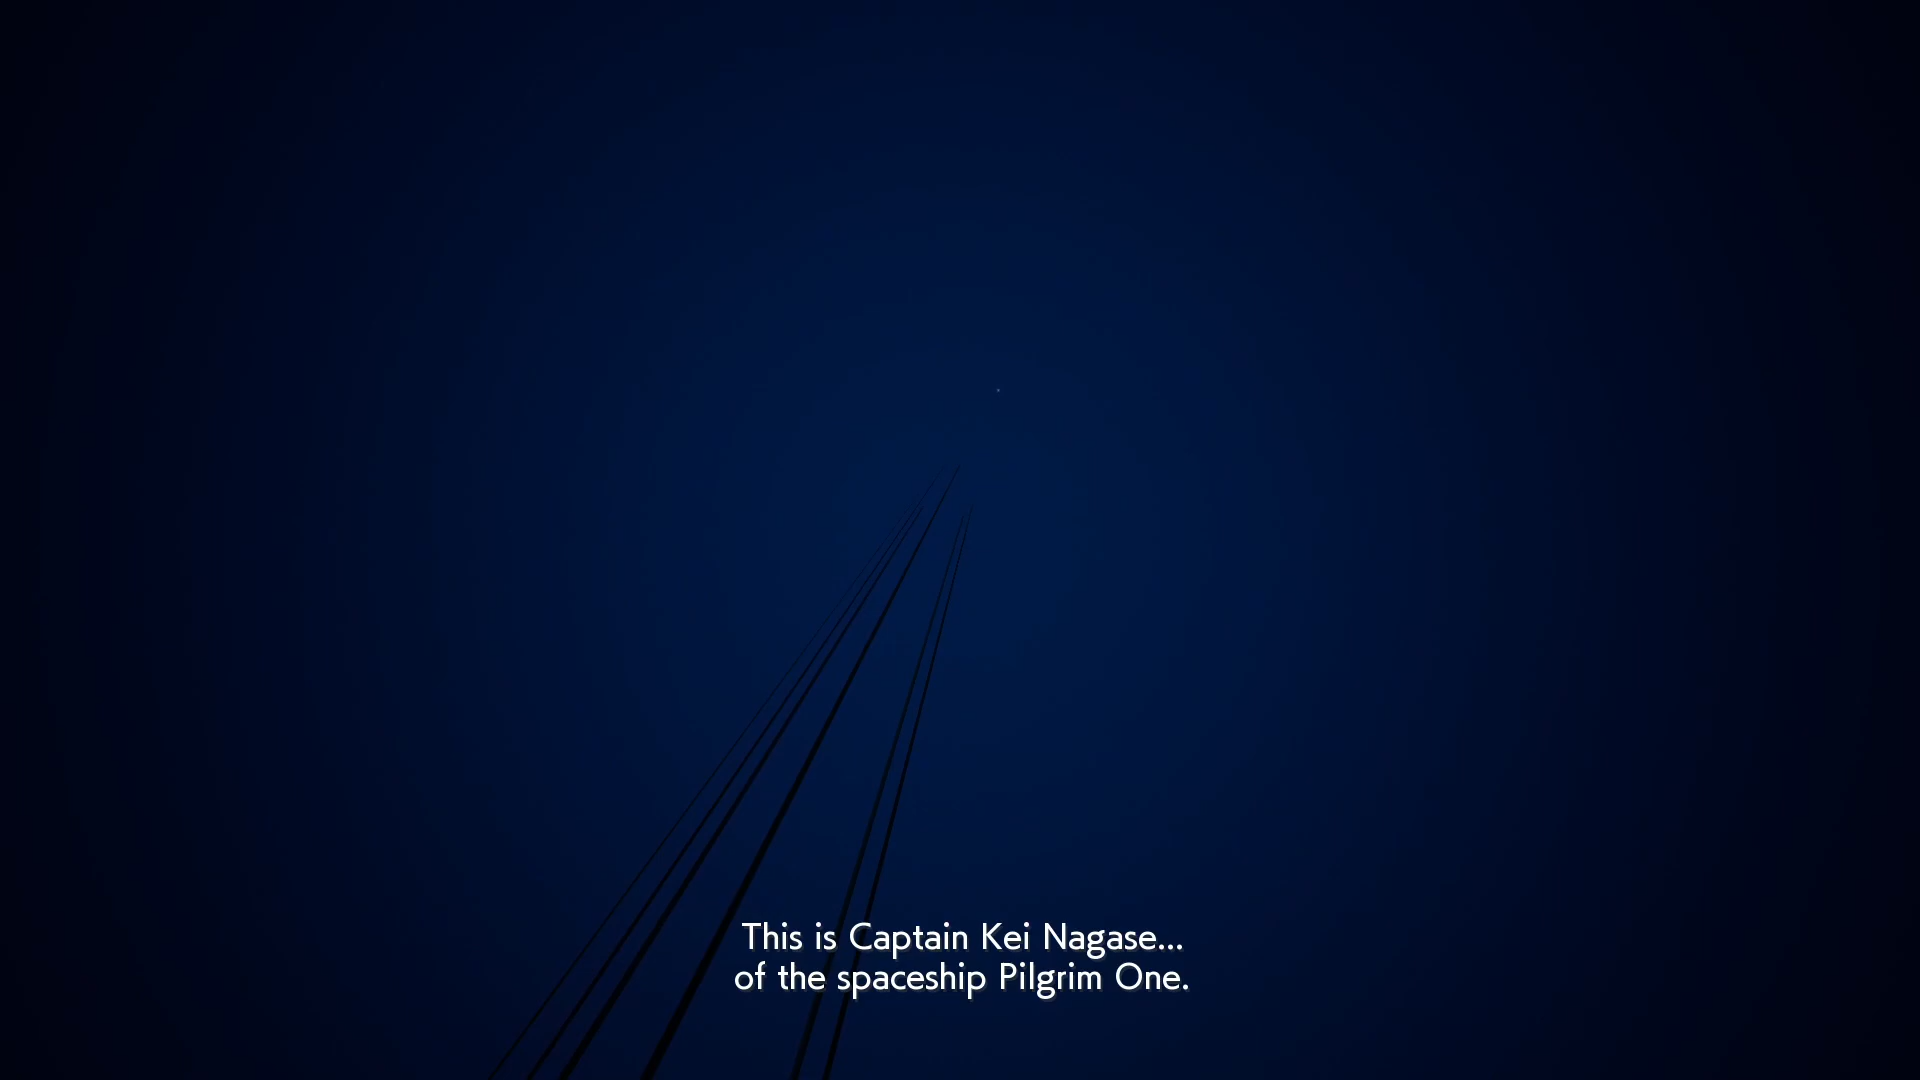 This is Captain Kei Nagase...
of the spaceship Pilgrim One.